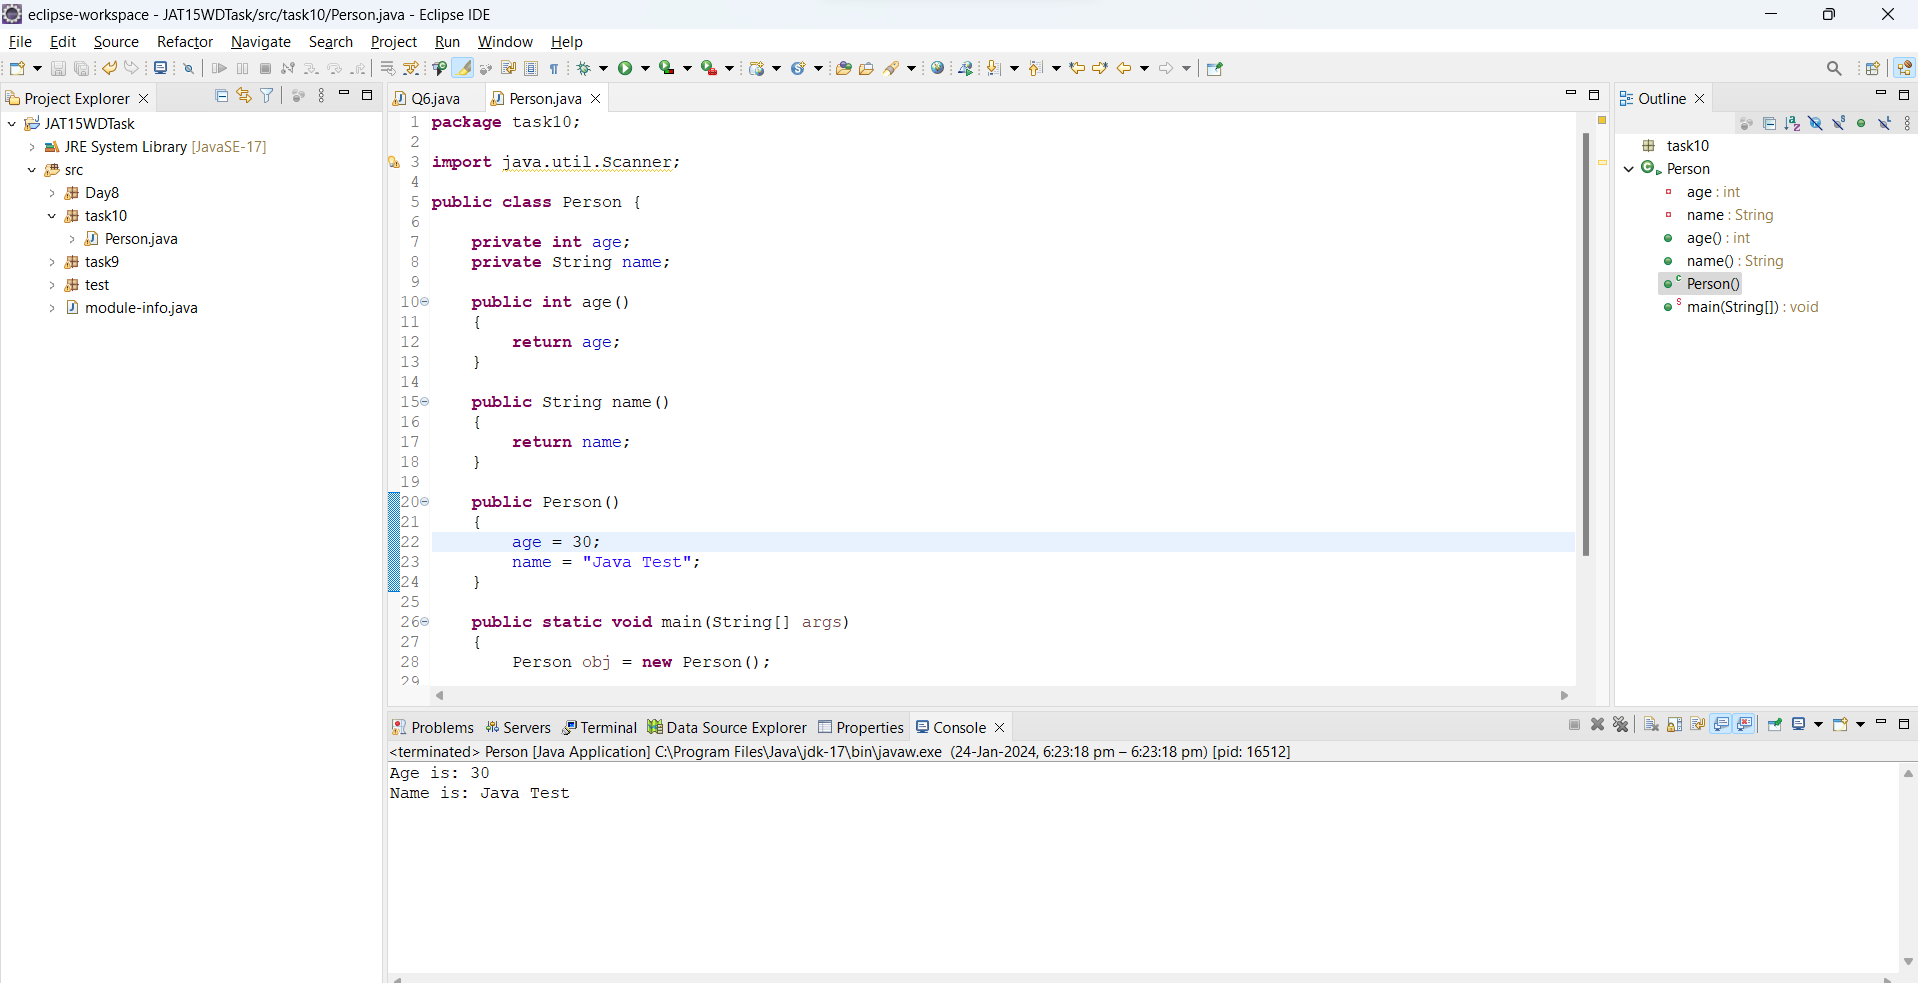 eclipse-workspace - JAT15WDTask/src/task10/Person.java - Eclipse IDE
File Edit Source Refactor Navigate Search Project Run Window Help
Project Explorer
JAT15WDTask
JRE System Library [JavaSE-17]
src
Day8
task10
Person.java
task9
test
module-info.java
Q6.java Person.java
1 package task10;
2
3 import java.util.Scanner;
4
5 public class Person {
6
7 private int age;
8 private String name;
9
10 public int age()
11 {
12 return age;
13 }
14
15 public String name()
16 {
17 return name;
18 }
19
20 public Person()
21 {
22 age = 30;
23 name = "Java Test";
24 }
25
26 public static void main(String[] args)
27 {
28 Person obj = new Person();
29
Outline
task10
Person
age : int
name : String
age() : int
name() : String
Person()
main(String[]) : void
Problems Servers Terminal Data Source Explorer Properties Console
<terminated> Person [Java Application] C:\Program Files\Java\jdk-17\bin\javaw.exe (24-Jan-2024, 6:23:18 pm – 6:23:18 pm) [pid: 16512]
Age is: 30
Name is: Java Test